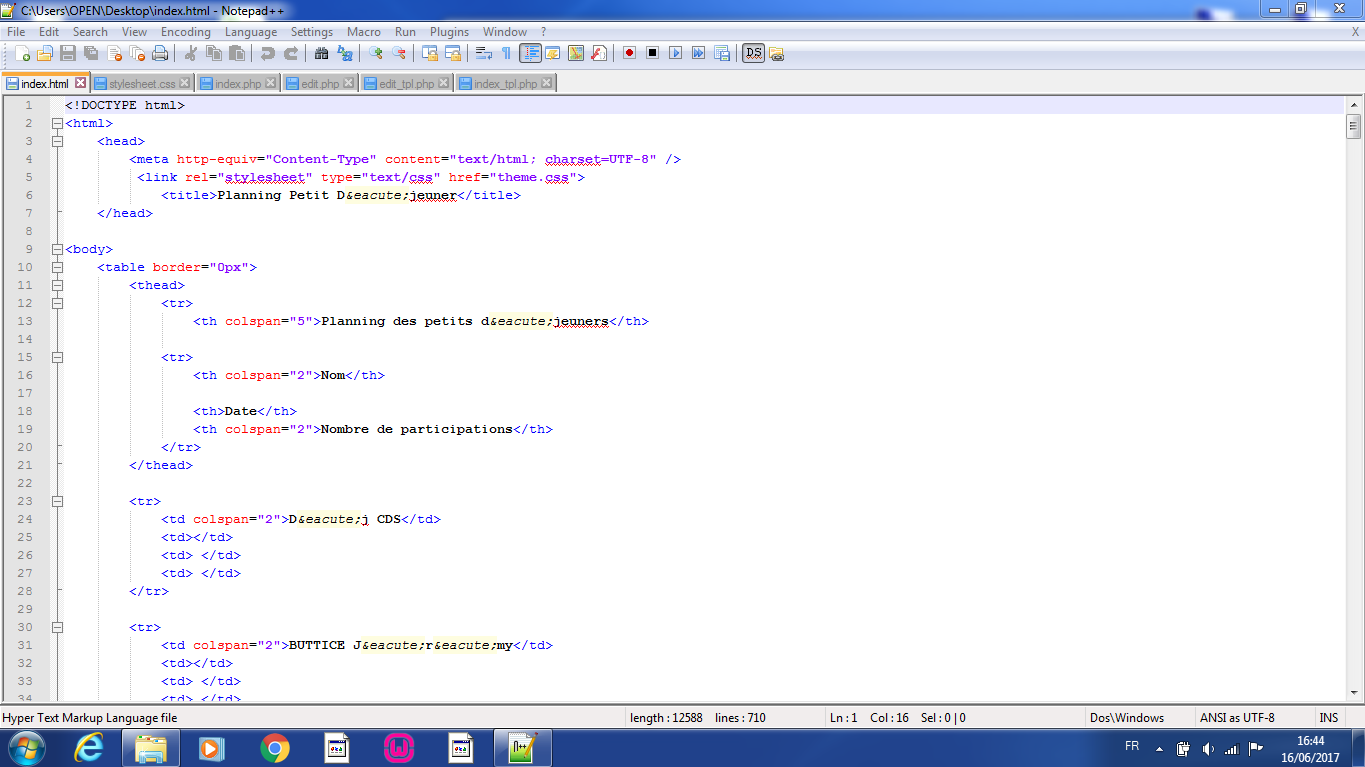 C:\Users\OPEN\Desktop\index.html - Notepad++
File Edit Search View Encoding Language Settings Macro Run Plugins Window ? X
index.html stylesheet.css index.php edit.php edit_tpl.php index_tpl.php
1 <!DOCTYPE html>
2 <html>
3 <head>
4 <meta http-equiv="Content-Type" content="text/html; charset=UTF-8" />
5 <link rel="stylesheet" type="text/css" href="theme.css">
6 <title>Planning Petit D&eacute;jeuner</title>
7 </head>
8
9 <body>
10 <table border="0px">
11 <thead>
12 <tr>
13 <th colspan="5">Planning des petits d&eacute;jeuners</th>
14
15 <tr>
16 <th colspan="2">Nom</th>
17
18 <th>Date</th>
19 <th colspan="2">Nombre de participations</th>
20 </tr>
21 </thead>
22
23 <tr>
24 <td colspan="2">D&eacute;j CDS</td>
25 <td></td>
26 <td> </td>
27 <td> </td>
28 </tr>
29
30 <tr>
31 <td colspan="2">BUTTICE J&eacute;r&eacute;my</td>
32 <td></td>
33 <td> </td>
34 <td> </td>
Hyper Text Markup Language file length : 12588 lines : 710 Ln : 1 Col : 16 Sel : 0 | 0 Dos\Windows ANSI as UTF-8 INS
FR 16:44
16/06/2017